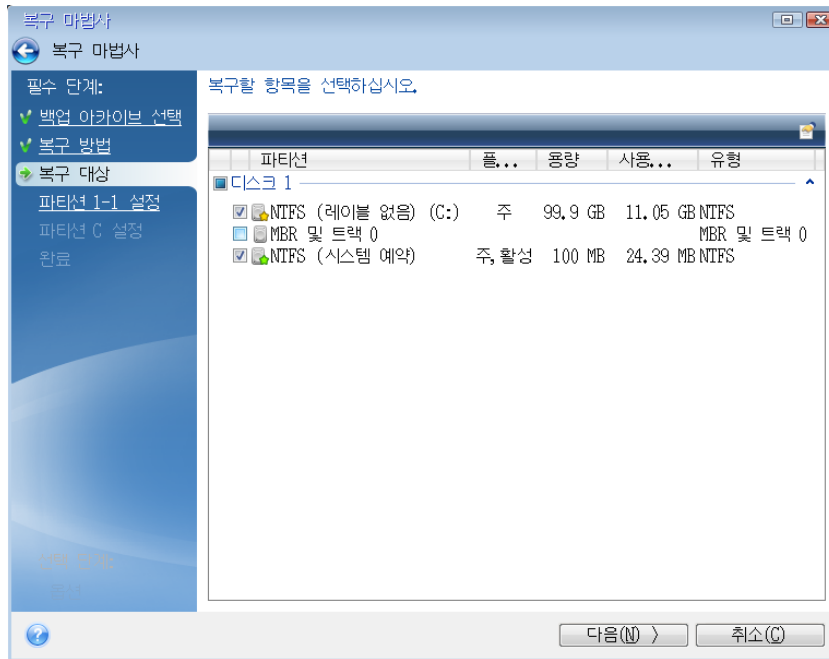 복구 마법사
복구 마법사
필수 단계:
백업 아카이브 선택
복구 방법
복구 대상
파티션 1-1 설정
파티션 C 설정
완료
복구할 항목을 선택하십시오.
파티션 플... 용량 사용... 유형
디스크 1
NTFS (레이블 없음) (C:) 주 99.9 GB 11.05 GB NTFS
MBR 및 트랙 0 MBR 및 트랙 0
NTFS (시스템 예약) 주, 활성 100 MB 24.39 MB NTFS
다음(N) 〉 취소(C)